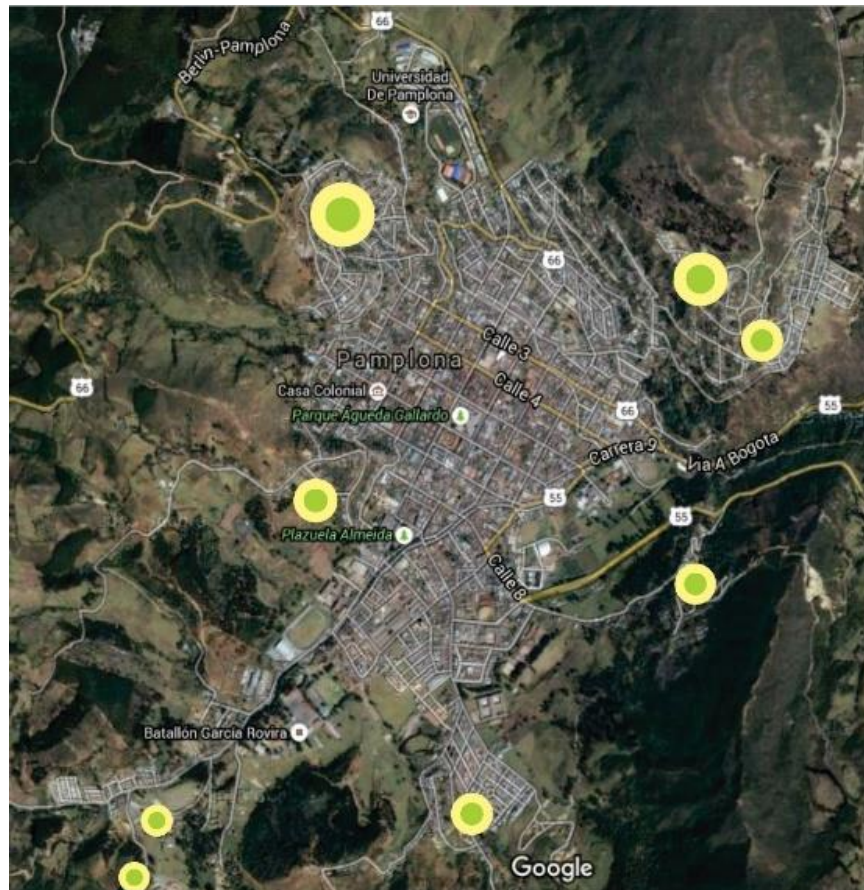 66
Berlin-Pamplona
Universidad
De Pamplona
66
Calle 3
Pamplona
66
Casa Colonial
Calle 4
Parque Agueda Gallardo
66
55
Carrera 9
Via A Bogota
55
55
Plazuela Almeida
Calle 8
Batallón García Rovira
Google